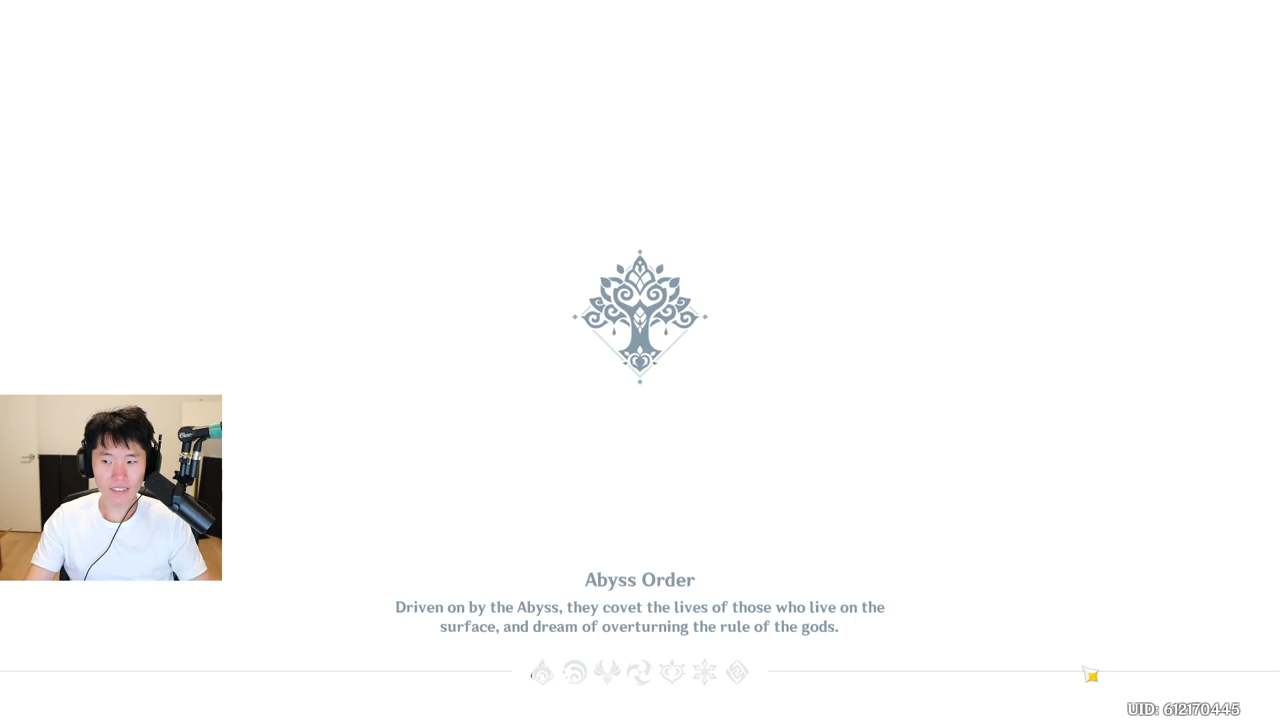 Abyss Order
Driven on by the Abyss, they covet the lives of those who live on the
surface, and dream of overturning the rule of the gods.
UID: 612170445